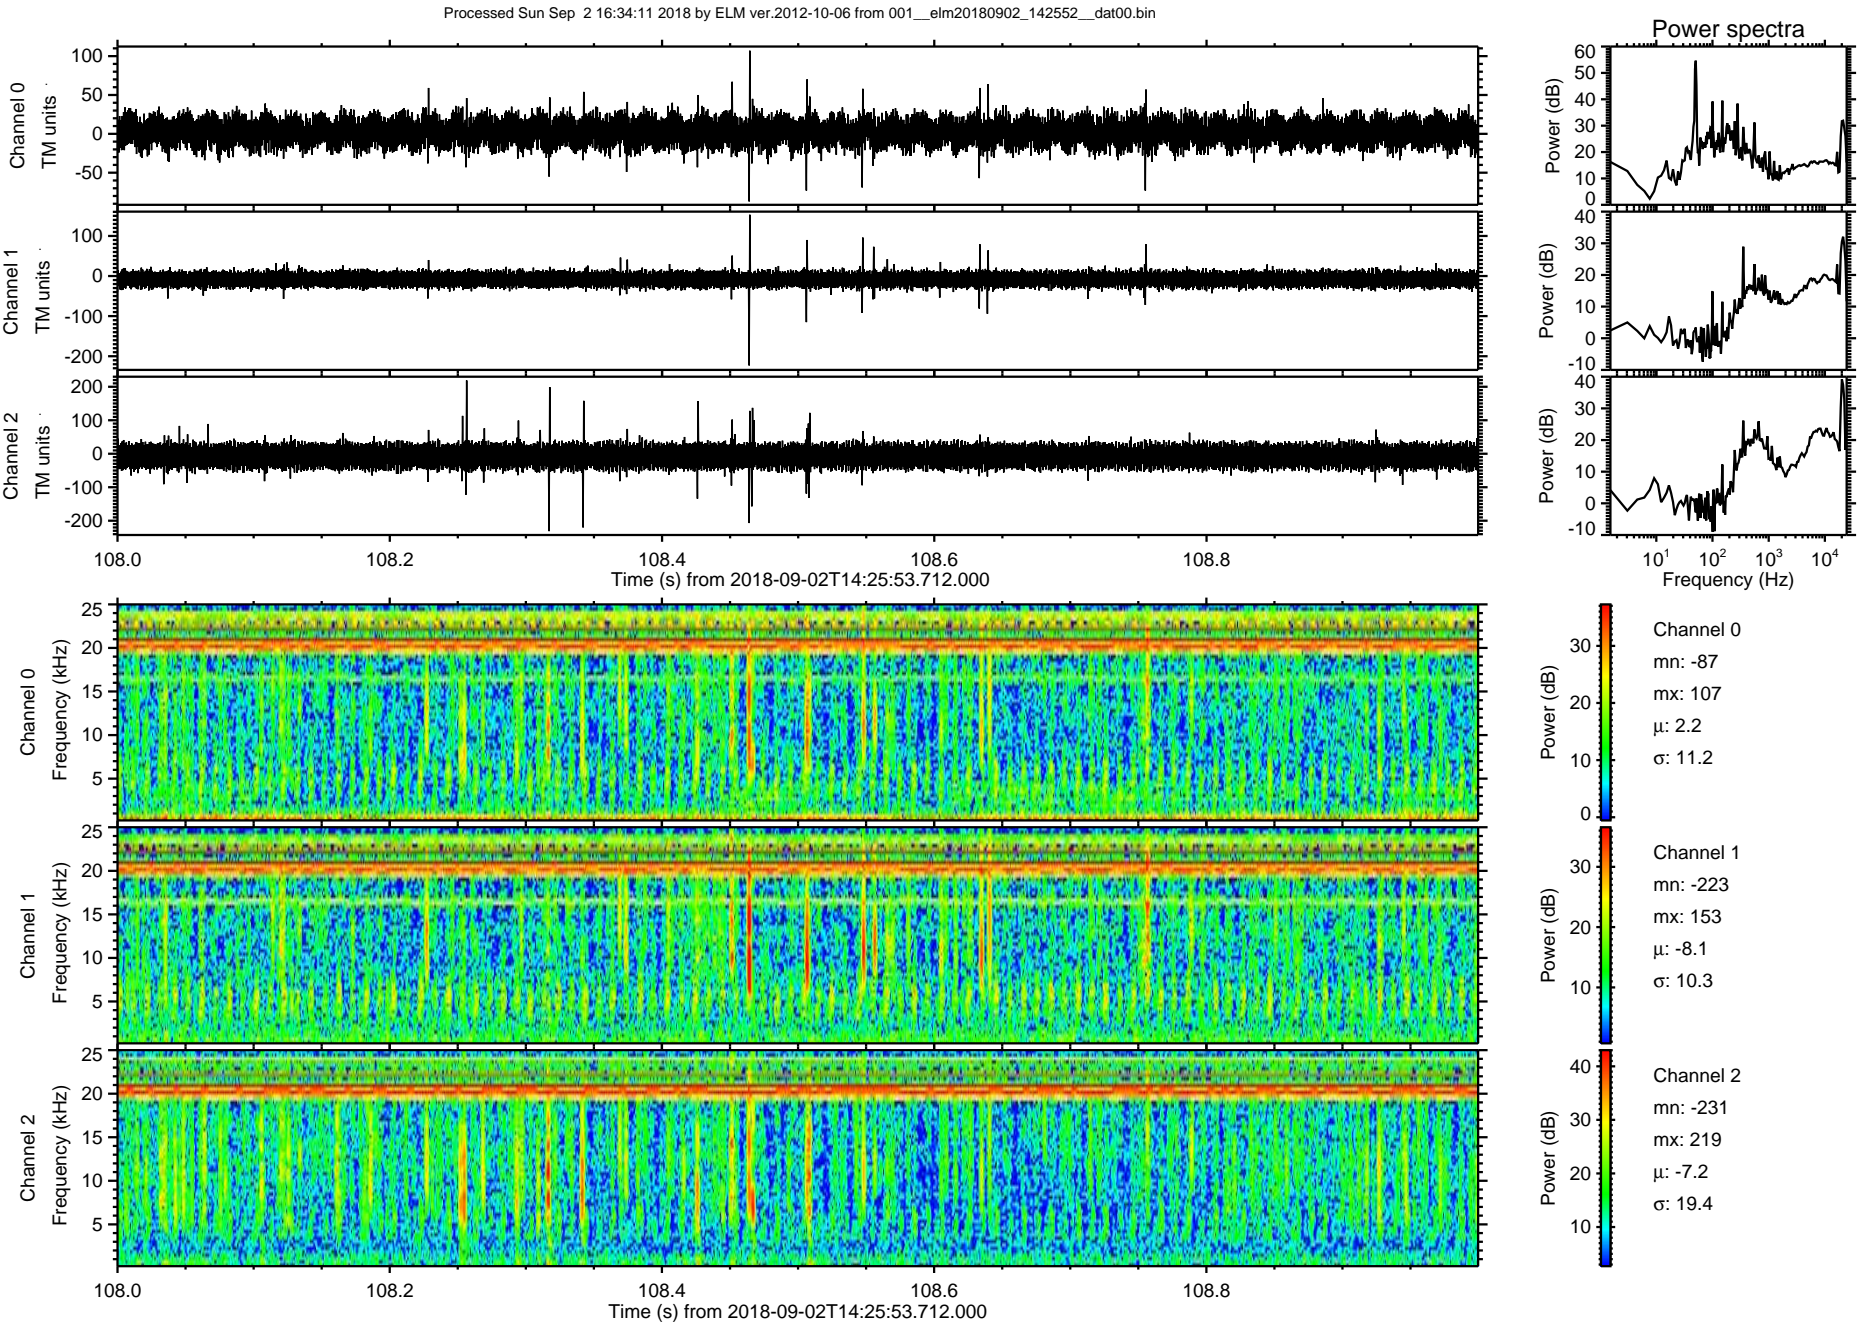 Processed Sun Sep  2 16:34:11 2018 by ELM ver.2012-10-06 from 001__elm20180902_142552__dat00.bin
Power spectra
Channel 0
TM units
100
50
0
-50
Power (dB)
60
50
40
30
20
10
0
Channel 1
TM units
100
0
-100
-200
Power (dB)
40
30
20
10
0
-10
Channel 2
TM units
200
100
0
-100
-200
Power (dB)
40
30
20
10
0
-10
108.0 108.2 108.4 108.6 108.8
Time (s) from 2018-09-02T14:25:53.712.000
10^1 10^2 10^3 10^4
Frequency (Hz)
Channel 0
Frequency (kHz)
25
20
15
10
5
Power (dB)
30
20
10
0
Channel 0
mn: -87
mx: 107
μ: 2.2
σ: 11.2
Channel 1
Frequency (kHz)
25
20
15
10
5
Power (dB)
30
20
10
Channel 1
mn: -223
mx: 153
μ: -8.1
σ: 10.3
Channel 2
Frequency (kHz)
25
20
15
10
5
Power (dB)
40
30
20
10
Channel 2
mn: -231
mx: 219
μ: -7.2
σ: 19.4
108.0 108.2 108.4 108.6 108.8
Time (s) from 2018-09-02T14:25:53.712.000